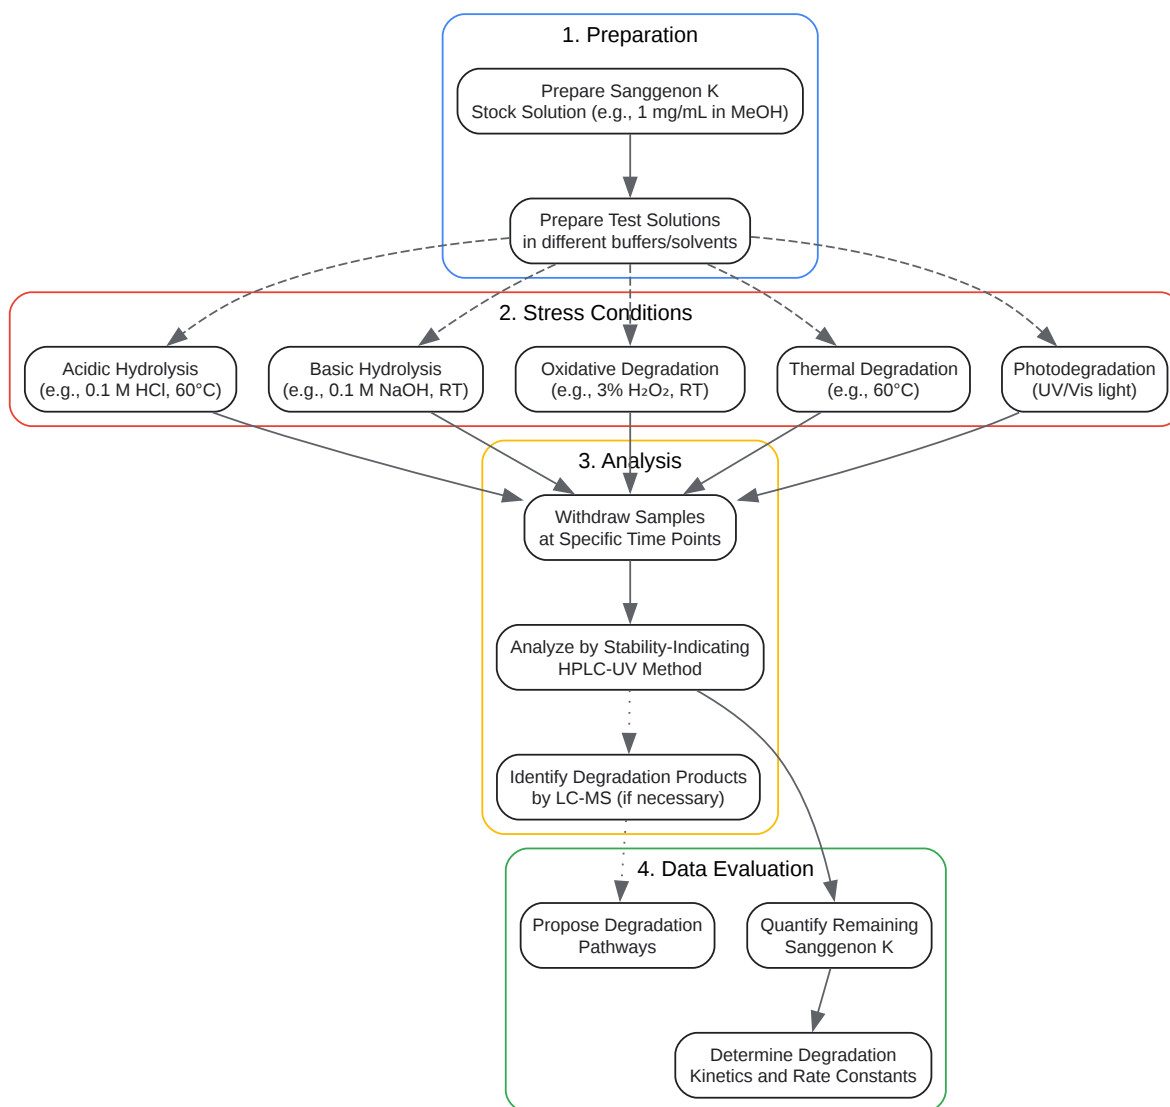 1. Preparation
Prepare Sanggenon K
Stock Solution (e.g., 1 mg/mL in MeOH)
Prepare Test Solutions
in different buffers/solvents
2. Stress Conditions
Acidic Hydrolysis
(e.g., 0.1 M HCl, 60°C)
Basic Hydrolysis
(e.g., 0.1 M NaOH, RT)
Oxidative Degradation
(e.g., 3% H₂O₂, RT)
Thermal Degradation
(e.g., 60°C)
Photodegradation
(UV/Vis light)
3. Analysis
Withdraw Samples
at Specific Time Points
Analyze by Stability-Indicating
HPLC-UV Method
Identify Degradation Products
by LC-MS (if necessary)
4. Data Evaluation
Propose Degradation
Pathways
Quantify Remaining
Sanggenon K
Determine Degradation
Kinetics and Rate Constants